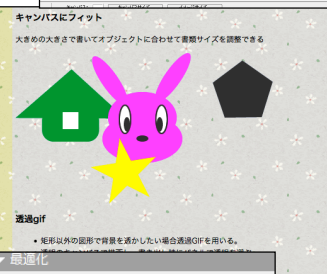 キャンバスにフィット
大きめの大きさで書いてオブジェクトに合わせて書類サイズを調整できる
透過gif
• 矩形以外の図形で背景を透かしたい場合透過GIFを用いる。
最適化